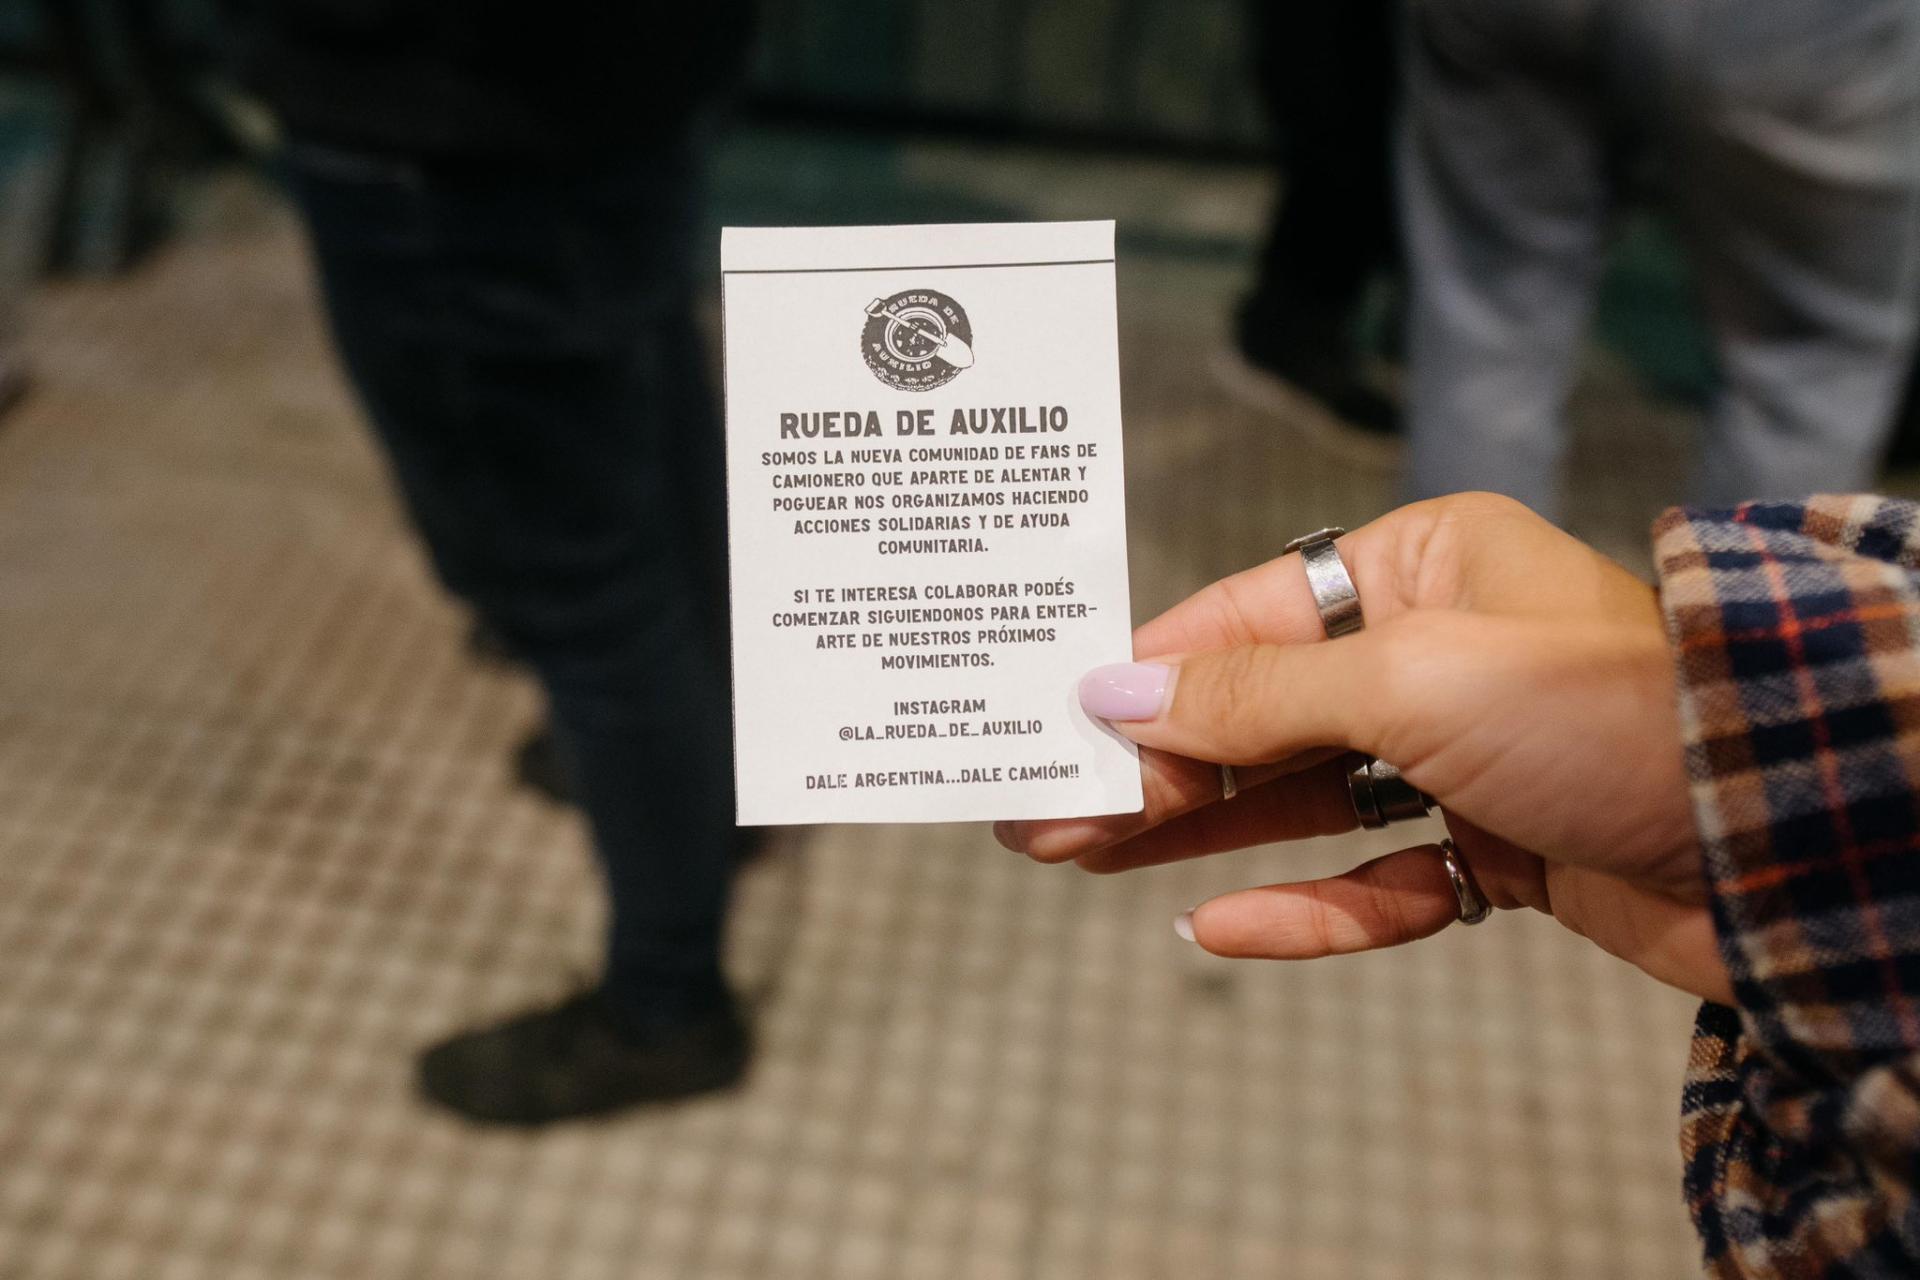 RUEDA DE
AUXILIO
RUEDA DE AUXILIO
SOMOS LA NUEVA COMUNIDAD DE FANS DE
CAMIONERO QUE APARTE DE ALENTAR Y
POGUEAR NOS ORGANIZAMOS HACIENDO
ACCIONES SOLIDARIAS Y DE AYUDA
COMUNITARIA.
SI TE INTERESA COLABORAR PODÉS
COMENZAR SIGUIENDONOS PARA ENTER-
ARTE DE NUESTROS PRÓXIMOS
MOVIMIENTOS.
INSTAGRAM
@LA_RUEDA_DE_AUXILIO
DALE ARGENTINA...DALE CAMIÓN!!